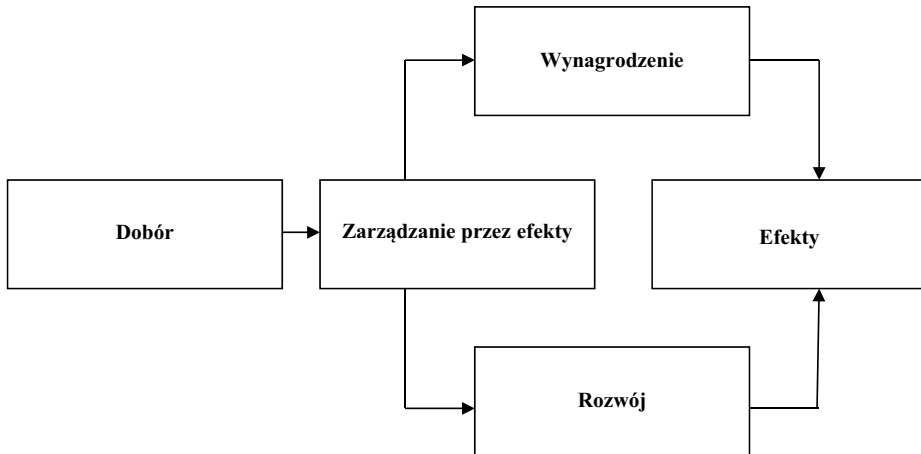 Wynagrodzenie
Dobór
Zarządzanie przez efekty
Efekty
Rozwój